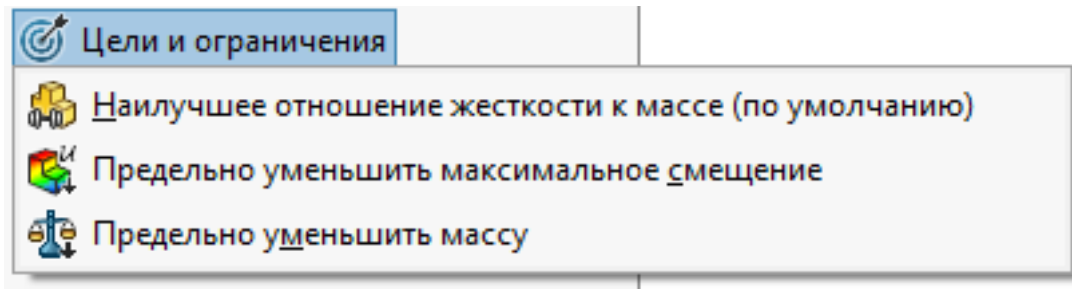 Цели и ограничения
Наилучшее отношение жесткости к массе (по умолчанию)
Предельно уменьшить максимальное смещение
Предельно уменьшить массу